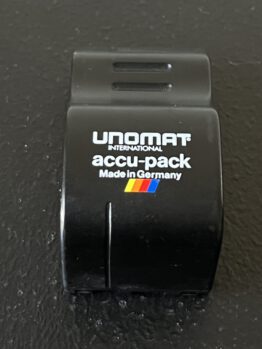 UNOMAT
INTERNATIONAL
accu-pack
Made in Germany